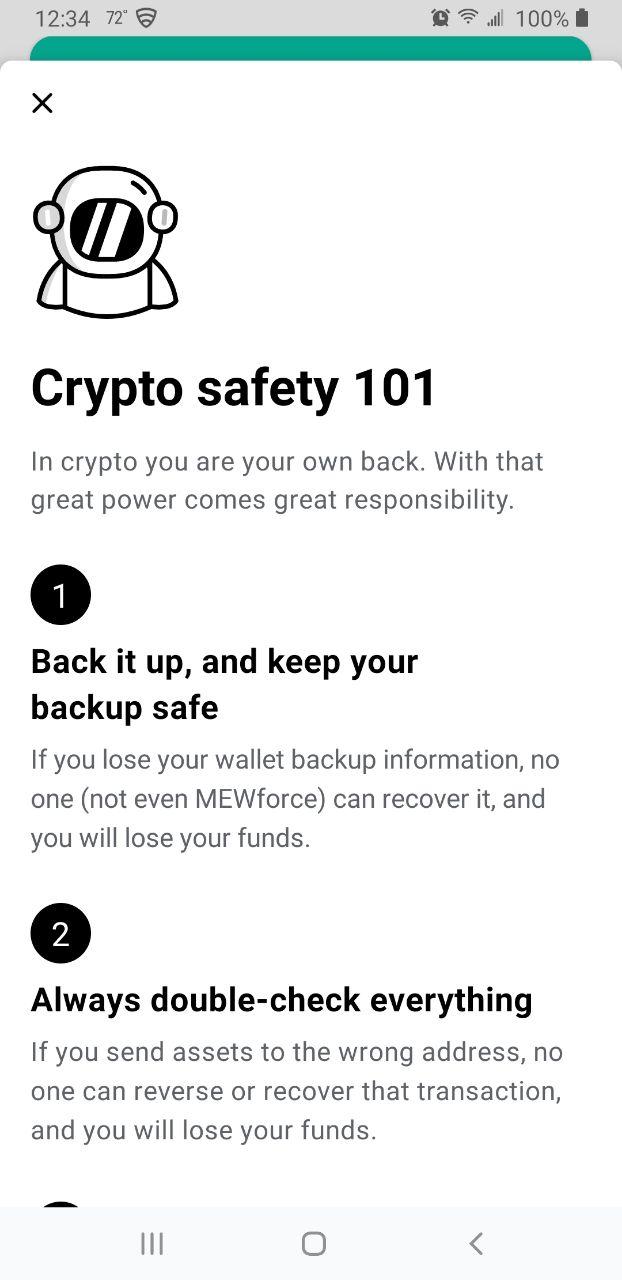 12:34 72° 100%
Crypto safety 101
In crypto you are your own back. With that
great power comes great responsibility.
1
Back it up, and keep your
backup safe
If you lose your wallet backup information, no
one (not even MEWforce) can recover it, and
you will lose your funds.
2
Always double-check everything
If you send assets to the wrong address, no
one can reverse or recover that transaction,
and you will lose your funds.